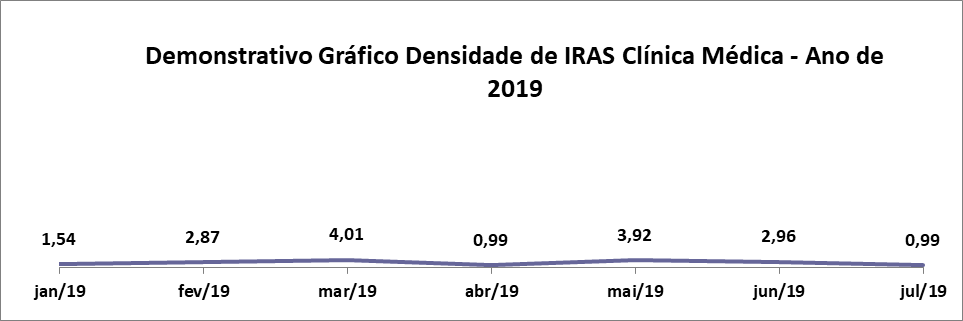 Demonstrativo Gráfico Densidade de IRAS Clínica Médica - Ano de
2019
1,54 2,87 4,01 0,99 3,92 2,96 0,99
jan/19 fev/19 mar/19 abr/19 mai/19 jun/19 jul/19